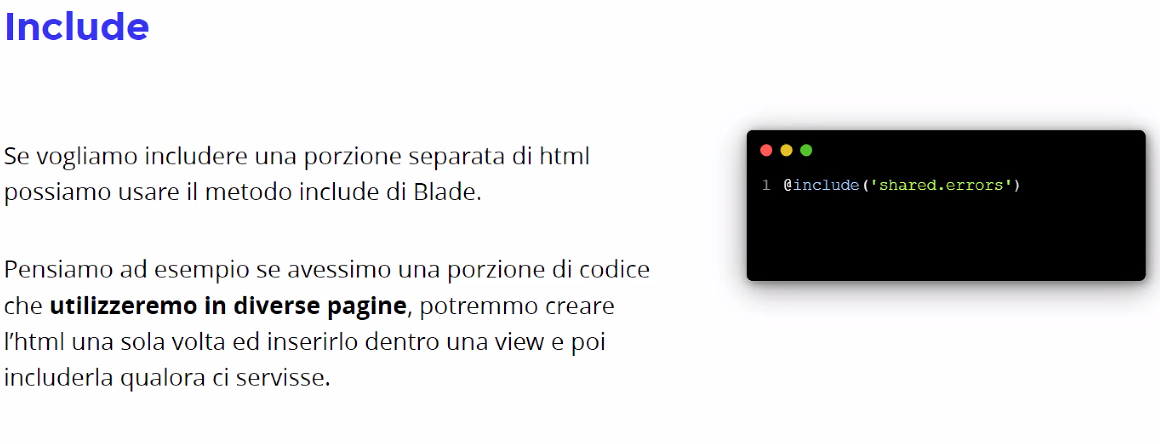 Include
Se vogliamo includere una porzione separata di html
possiamo usare il metodo include di Blade.
Pensiamo ad esempio se avessimo una porzione di codice
che utilizzeremo in diverse pagine, potremmo creare
l’html una sola volta ed inserirlo dentro una view e poi
includerla qualora ci servisse.
1 @include('shared.errors')